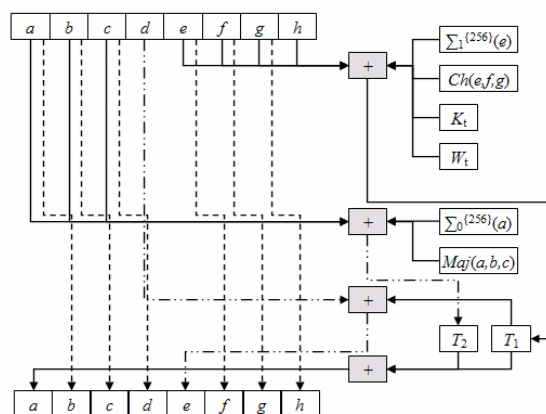 a b c d e f g h
∑1{256}(e)
+
Ch(e,f,g)
Kt
Wt
+
∑0{256}(a)
Maj(a,b,c)
+
T2 T1
+
a b c d e f g h